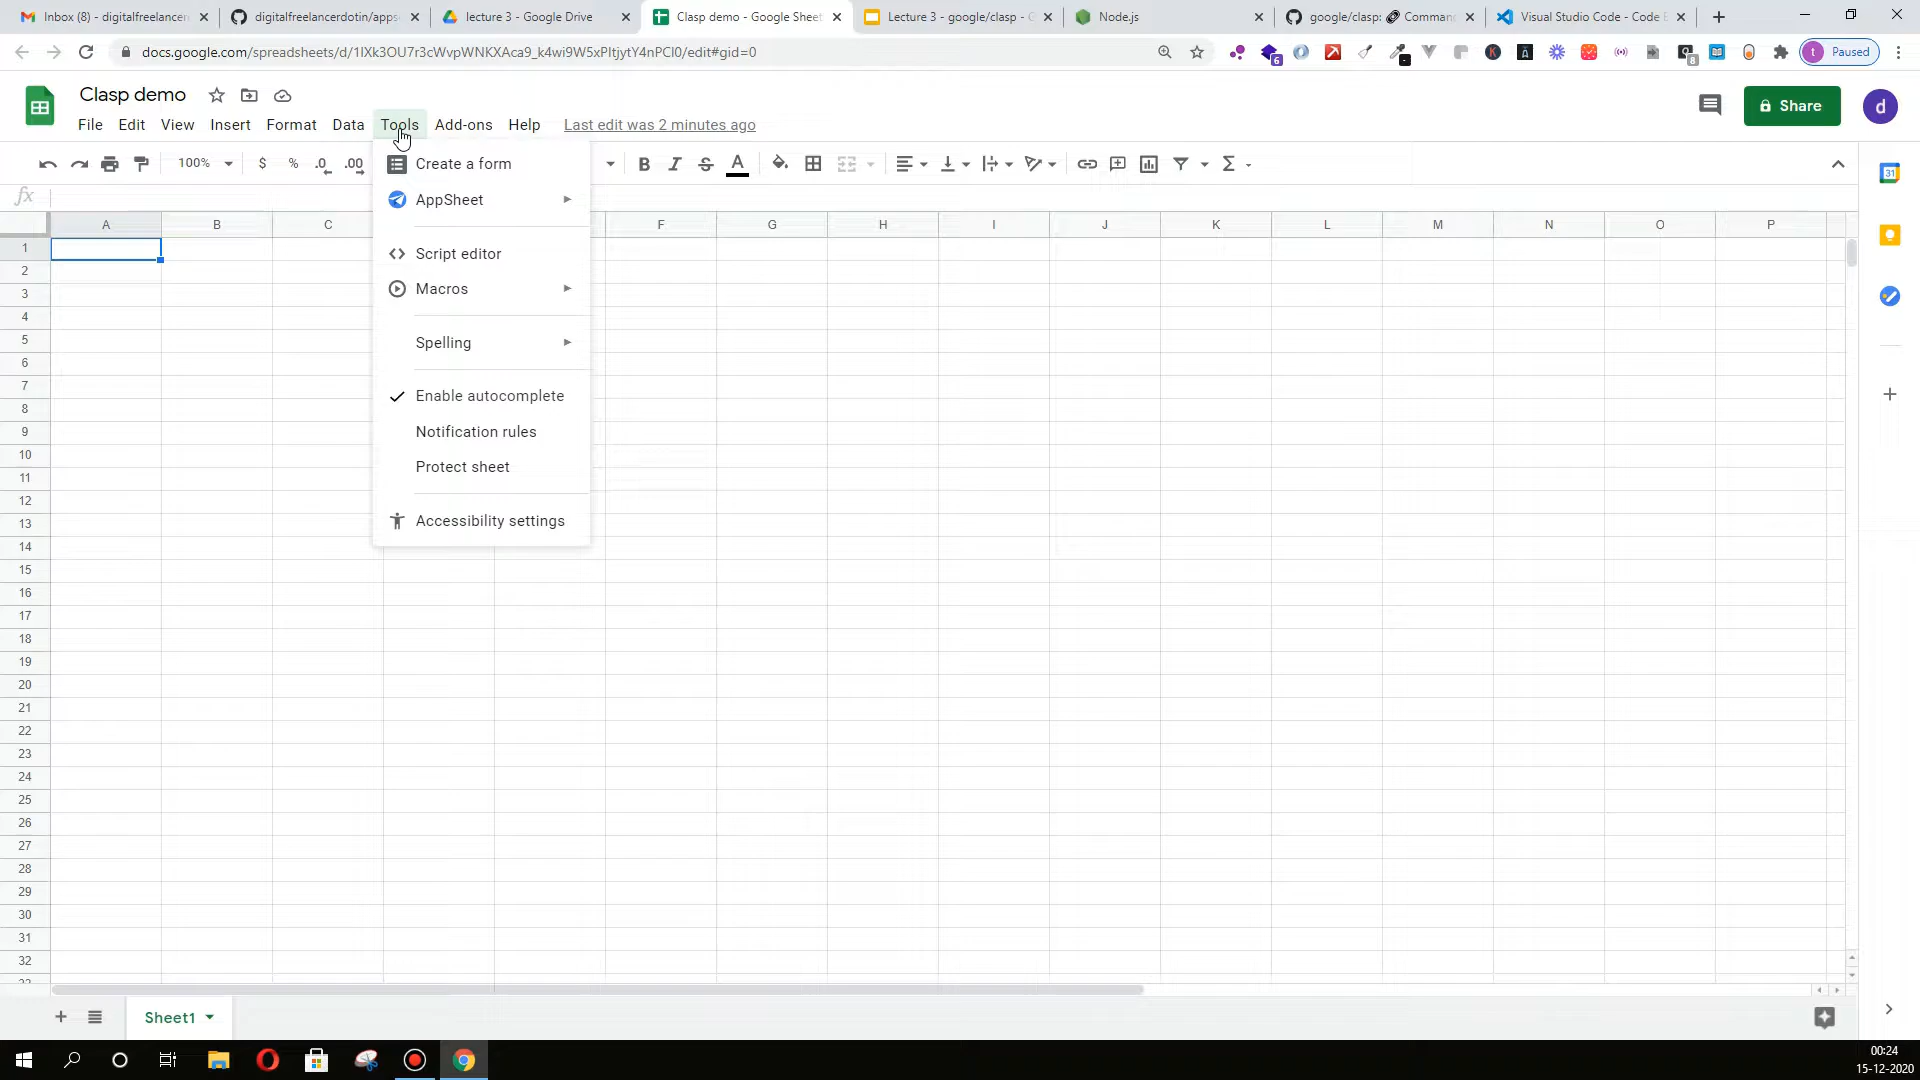 Inbox (8) - digitalfreelancer
digitalfreelancerdotin/apps
lecture 3 - Google Drive
Clasp demo - Google Sheet
Lecture 3 - google/clasp - G
Node.js
google/clasp: Comman
Visual Studio Code - Code E
docs.google.com/spreadsheets/d/1IXk3OU7r3cWvpWNKXAca9_k4wi9W5xPItjytY4nPCl0/edit#gid=0
6
8
t Paused
Clasp demo
Share
d
File Edit View Insert Format Data Tools Add-ons Help Last edit was 2 minutes ago
100% $ % .0 .00 B I S A Σ
31
fx
A B C F G H I J K L M N O P
Create a form
AppSheet
Script editor
Macros
Spelling
Enable autocomplete
Notification rules
Protect sheet
Accessibility settings
1
2
3
4
5
6
7
8
9
10
11
12
13
14
15
16
17
18
19
20
21
22
23
24
25
26
27
28
29
30
31
32
Sheet1
00:24
15-12-2020